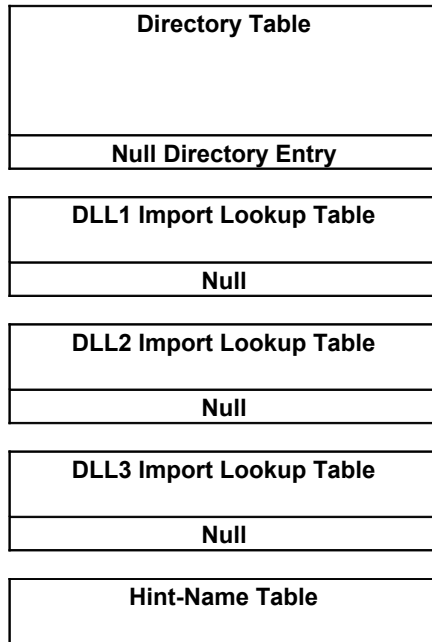 Directory Table
Null Directory Entry
DLL1 Import Lookup Table
Null
DLL2 Import Lookup Table
Null
DLL3 Import Lookup Table
Null
Hint-Name Table